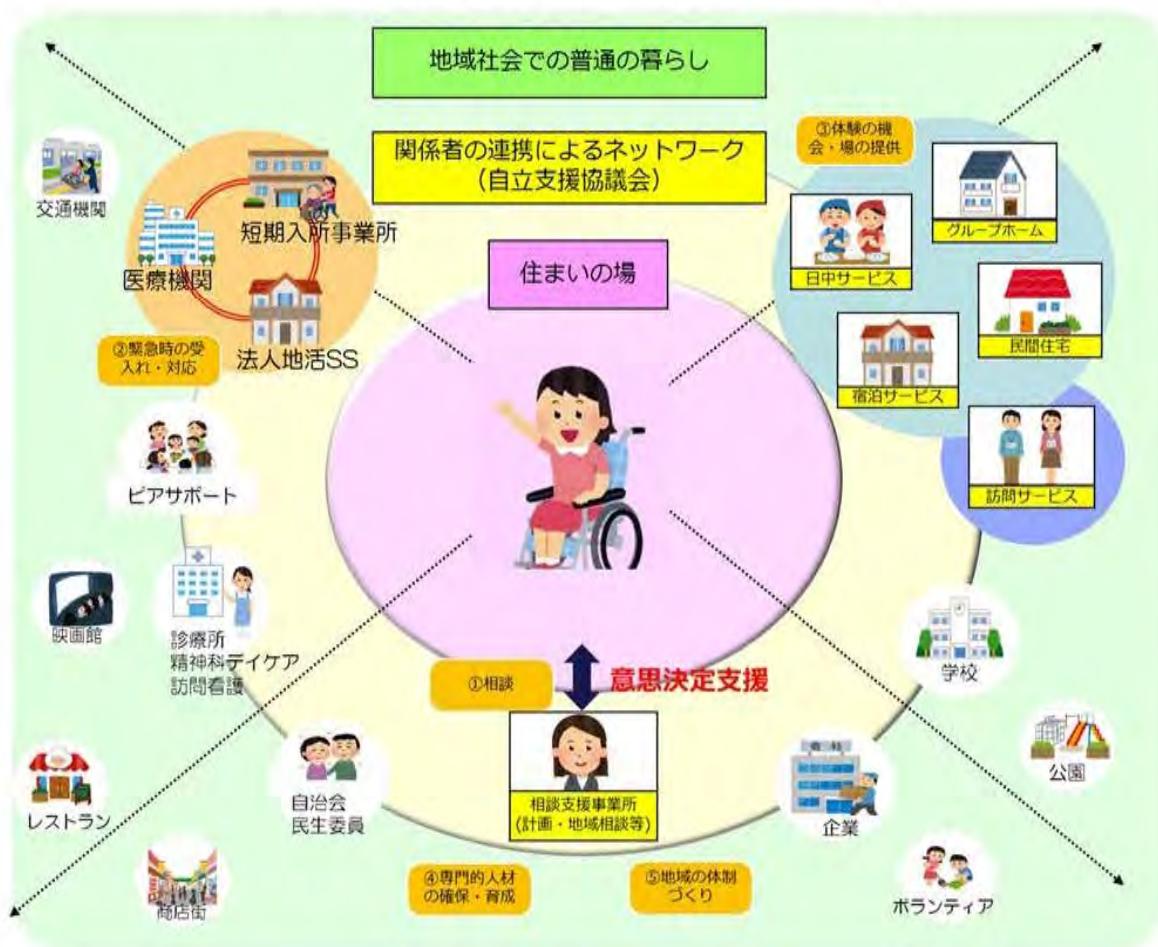 地域社会での普通の暮らし
関係者の連携によるネットワーク
（自立支援協議会）
住まいの場
③体験の機
会・場の提供
グループホーム
日中サービス
民間住宅
宿泊サービス
訪問サービス
交通機関
短期入所事業所
医療機関
法人地活SS
②緊急時の受
入れ・対応
ピアサポート
映画館
診療所
精神科デイケア
訪問看護
①相談
意思決定支援
相談支援事業所
(計画・地域相談等)
学校
公園
レストラン
自治会
民生委員
企業
商店街
④専門的人材
の確保・育成
⑤地域の体制
づくり
ボランティア